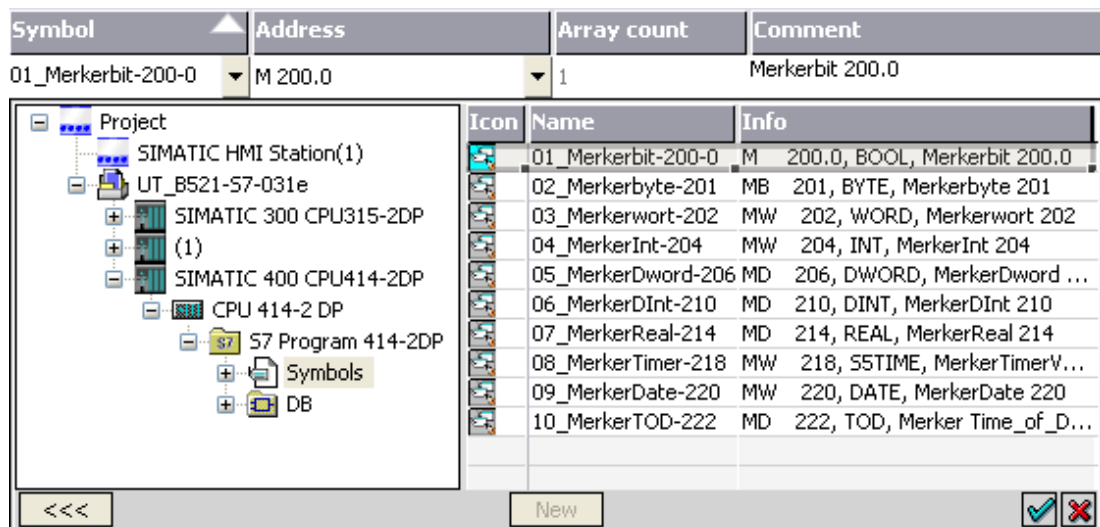 Symbol Address Array count Comment
01_Merkerbit-200-0 M 200.0 1 Merkerbit 200.0
Project
SIMATIC HMI Station(1)
UT_B521-S7-031e
SIMATIC 300 CPU315-2DP
(1)
SIMATIC 400 CPU414-2DP
CPU 414-2 DP
S7 Program 414-2DP
Symbols
DB
Icon Name Info
01_Merkerbit-200-0 M 200.0, BOOL, Merkerbit 200.0
02_Merkerbyte-201 MB 201, BYTE, Merkerbyte 201
03_Merkerwort-202 MW 202, WORD, Merkerwort 202
04_MerkerInt-204 MW 204, INT, MerkerInt 204
05_MerkerDword-206 MD 206, DWORD, MerkerDword ...
06_MerkerDInt-210 MD 210, DINT, MerkerDInt 210
07_MerkerReal-214 MD 214, REAL, MerkerReal 214
08_MerkerTimer-218 MW 218, S5TIME, MerkerTimerV...
09_MerkerDate-220 MW 220, DATE, MerkerDate 220
10_MerkerTOD-222 MD 222, TOD, Merker Time_of_D...
<<< New